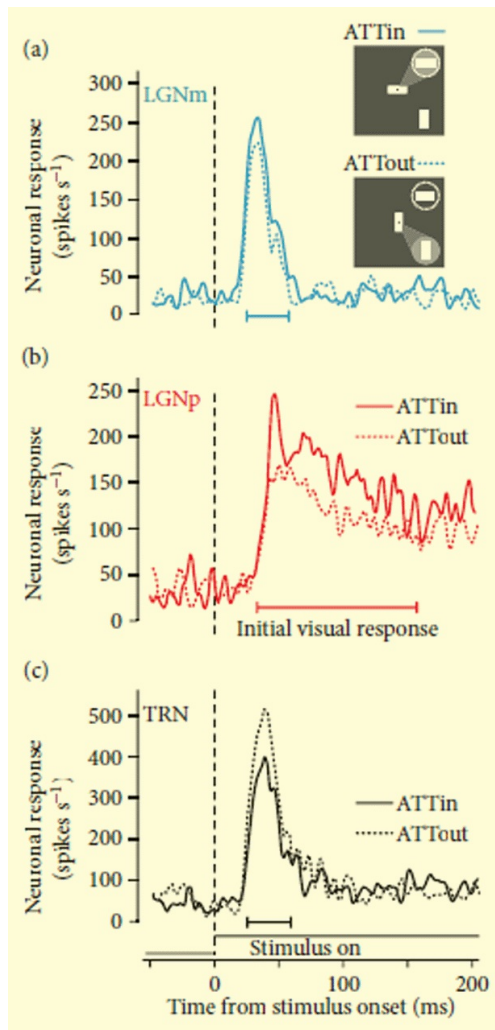 (a)
ATTin
LGNm
ATTout
Neuronal response
(spikes s⁻¹)
300
250
200
150
100
50
0
(b)
LGNp
ATTin
ATTout
Neuronal response
(spikes s⁻¹)
250
200
150
100
50
0
Initial visual response
(c)
TRN
ATTin
ATTout
Neuronal response
(spikes s⁻¹)
500
400
300
200
100
0
Stimulus on
0 100 200
Time from stimulus onset (ms)